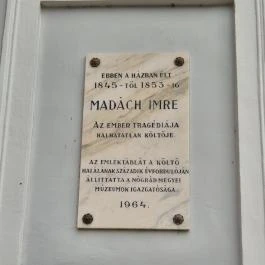 EBBEN A HÁZBAN ÉLT
1845-TŐL 1853-IG
MADÁCH IMRE
AZ EMBER TRAGÉDIÁJA
HALHATATLAN KÖLTŐJE.
AZ EMLÉKTÁBLÁT A KÖLTŐ
HALÁLÁNAK SZÁZADIK ÉVFORDULÓJÁN
ÁLLÍTTATTA A NÓGRÁD MEGYEI
MÚZEUMOK IGAZGATÓSÁGA.
1964.